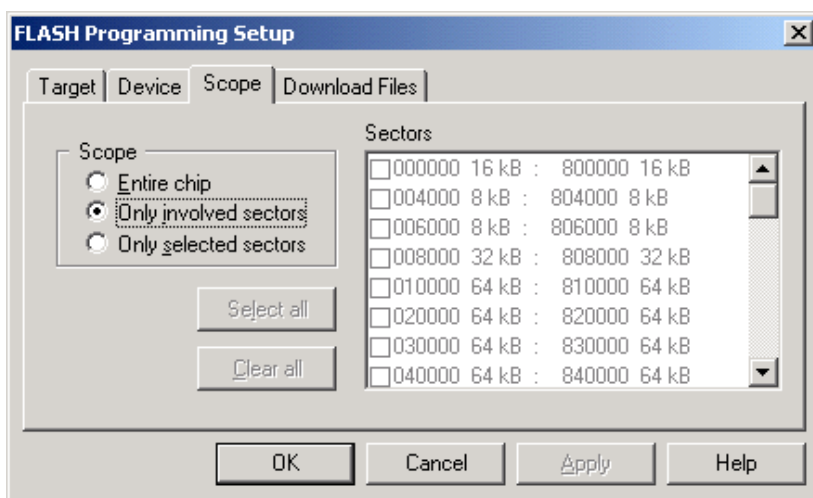 FLASH Programming Setup
Target Device Scope Download Files
Scope
Entire chip
Only involved sectors
Only selected sectors
Select all
Clear all
Sectors
000000 16 kB : 800000 16 kB
004000 8 kB : 804000 8 kB
006000 8 kB : 806000 8 kB
008000 32 kB : 808000 32 kB
010000 64 kB : 810000 64 kB
020000 64 kB : 820000 64 kB
030000 64 kB : 830000 64 kB
040000 64 kB : 840000 64 kB
OK Cancel Apply Help